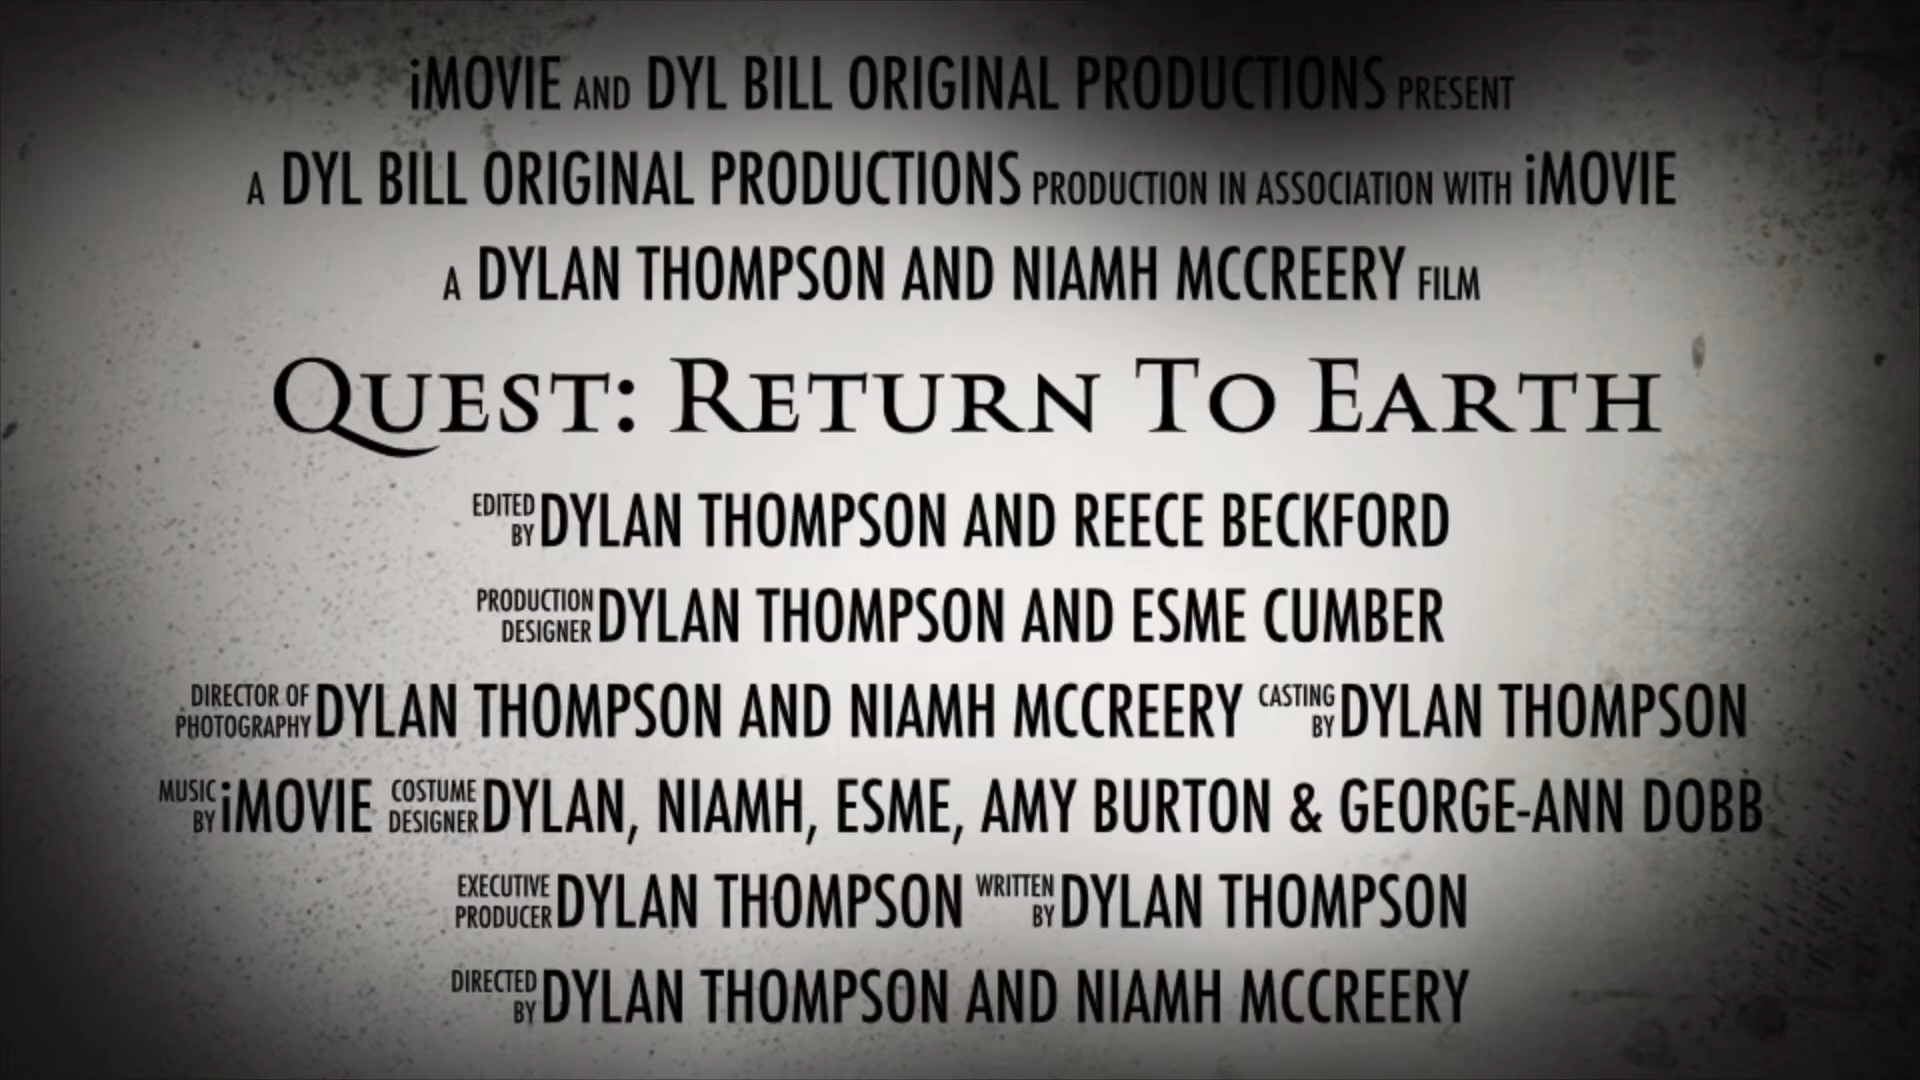 iMOVIE AND DYL BILL ORIGINAL PRODUCTIONS PRESENT
A DYL BILL ORIGINAL PRODUCTIONS PRODUCTION IN ASSOCIATION WITH iMOVIE
A DYLAN THOMPSON AND NIAMH MCCREERY FILM
QUEST: RETURN TO EARTH
EDITED BY DYLAN THOMPSON AND REECE BECKFORD
PRODUCTION DESIGNER DYLAN THOMPSON AND ESME CUMBER
DIRECTOR OF PHOTOGRAPHY DYLAN THOMPSON AND NIAMH MCCREERY CASTING BY DYLAN THOMPSON
MUSIC BY iMOVIE COSTUME DESIGNER DYLAN, NIAMH, ESME, AMY BURTON & GEORGE-ANN DOBB
EXECUTIVE PRODUCER DYLAN THOMPSON WRITTEN BY DYLAN THOMPSON
DIRECTED BY DYLAN THOMPSON AND NIAMH MCCREERY